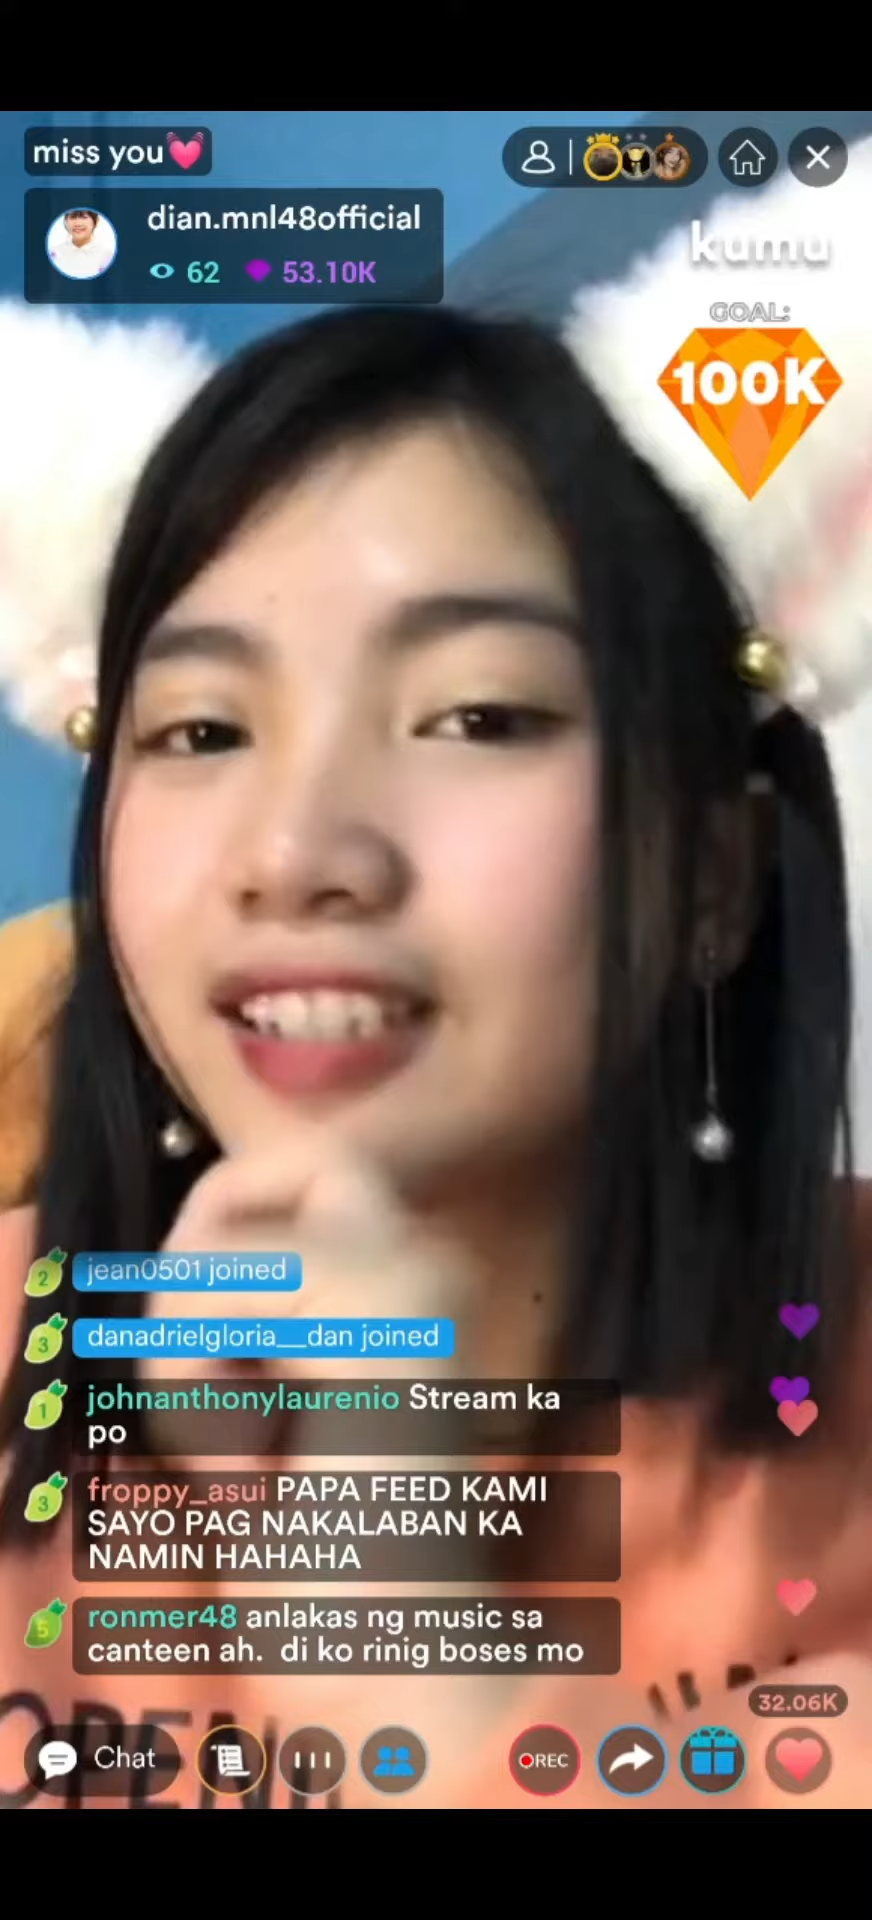 miss you💓
dian.mnl48official
62 53.10K
kumu
GOAL:
100K
2 jean0501 joined
3 danadrielgloria__dan joined
1 johnanthonylaurenio Stream ka
po
3 froppy_asui PAPA FEED KAMI
SAYO PAG NAKALABAN KA
NAMIN HAHAHA
5 ronmer48 anlakas ng music sa
canteen ah. di ko rinig boses mo
32.06K
Chat
REC
OPEN